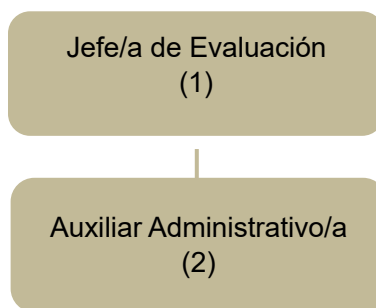 Jefe/a de Evaluación
(1)
Auxiliar Administrativo/a
(2)